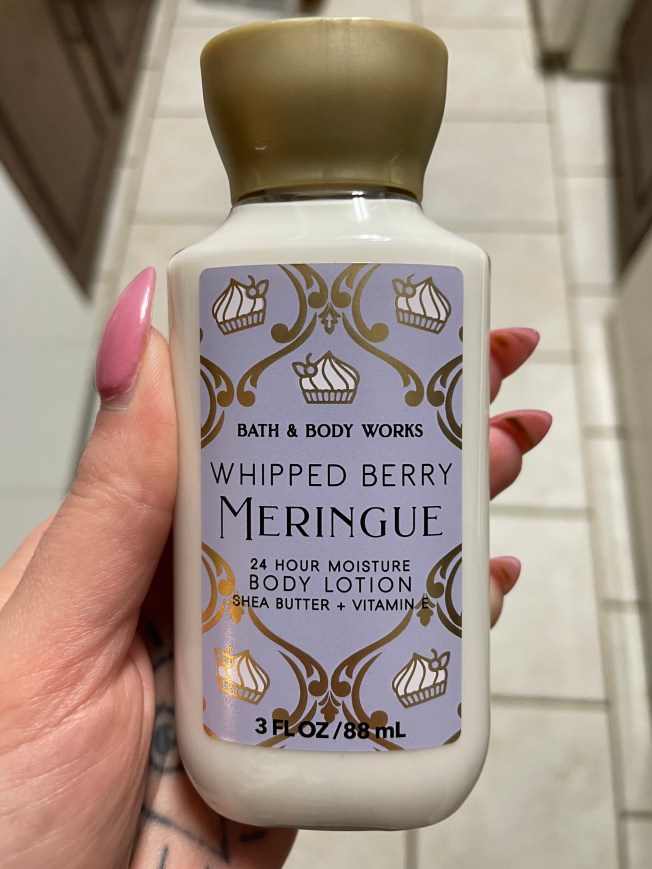 BATH & BODY WORKS
WHIPPED BERRY
MERINGUE
24 HOUR MOISTURE
BODY LOTION
SHEA BUTTER + VITAMIN E
3 FL OZ / 88 mL